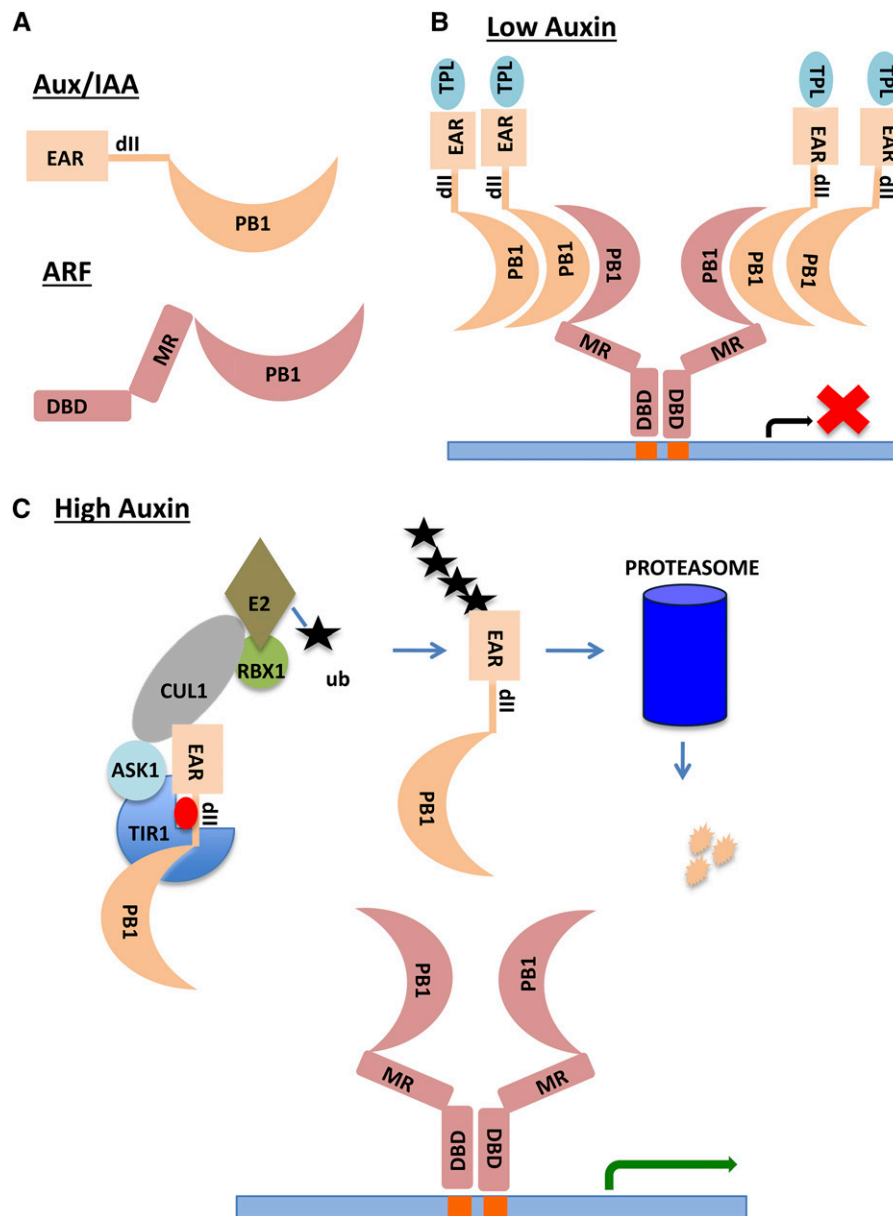 A
Aux/IAA
EAR
dII
PB1
ARF
DBD
MR
PB1
B
Low Auxin
TPL
TPL
TPL
TPL
EAR
EAR
EAR
EAR
dII
dII
dII
dII
PB1
PB1
PB1
PB1
PB1
PB1
MR
MR
DBD
DBD
C
High Auxin
E2
RBX1
ub
CUL1
ASK1
EAR
dII
TIR1
PB1
EAR
dII
PB1
PROTEASOME
PB1
PB1
MR
MR
DBD
DBD